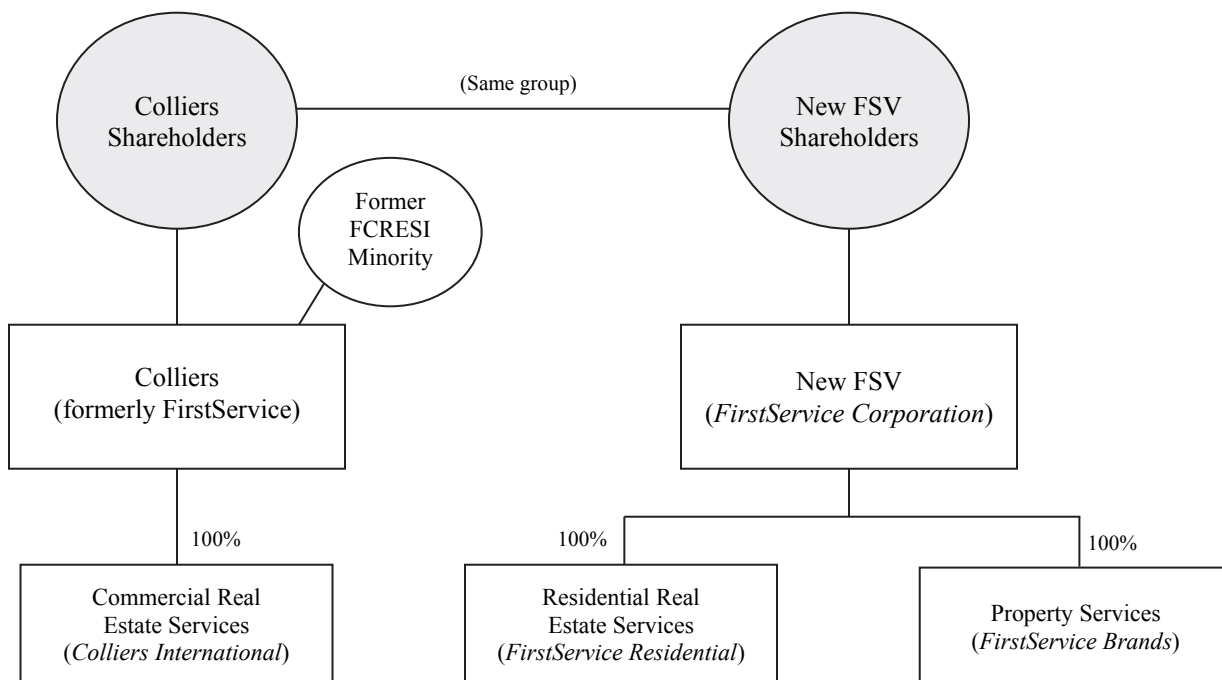 Colliers
Shareholders
(Same group)
New FSV
Shareholders
Former
FCRESI
Minority
Colliers
(formerly FirstService)
New FSV
(FirstService Corporation)
100%
100%
100%
Commercial Real
Estate Services
(Colliers International)
Residential Real
Estate Services
(FirstService Residential)
Property Services
(FirstService Brands)